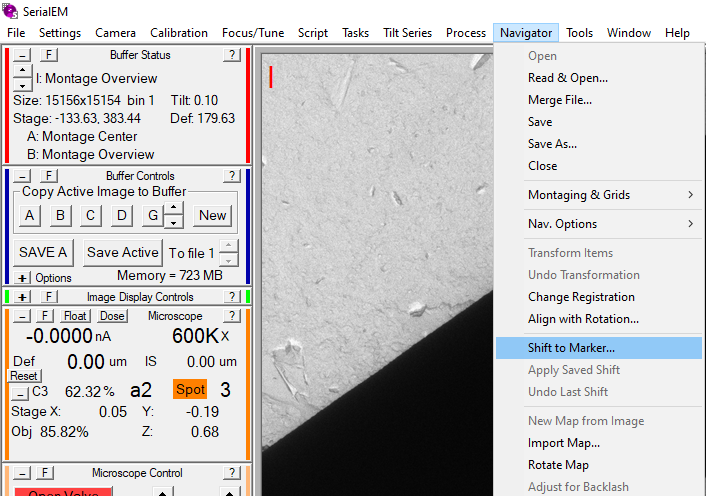 SerialEM
File Settings Camera Calibration Focus/Tune Script Tasks Tilt Series Process Navigator Tools Window Help
– F Buffer Status ?
I: Montage Overview
Size: 15156x15154 bin 1 Tilt: 0.10
Stage: -133.63, 383.44 Def: 179.63
A: Montage Center
B: Montage Overview
– F Buffer Controls ?
Copy Active Image to Buffer
A B C D G New
SAVE A Save Active To file 1
+ Options Memory = 723 MB
+ F Image Display Controls ?
– F Float Dose Microscope ?
-0.0000 nA 600K X
Def 0.00 um IS 0.00 um
Reset
– C3 62.32 % a2 Spot 3
Stage X: 0.05 Y: -0.19
Obj 85.82% Z: 0.68
– F Microscope Control ?
Open Valve
I
Open
Read & Open...
Merge File...
Save
Save As...
Close
Montaging & Grids >
Nav. Options >
Transform Items
Undo Transformation
Change Registration
Align with Rotation...
Shift to Marker...
Apply Saved Shift
Undo Last Shift
New Map from Image
Import Map...
Rotate Map
Adjust for Backlash